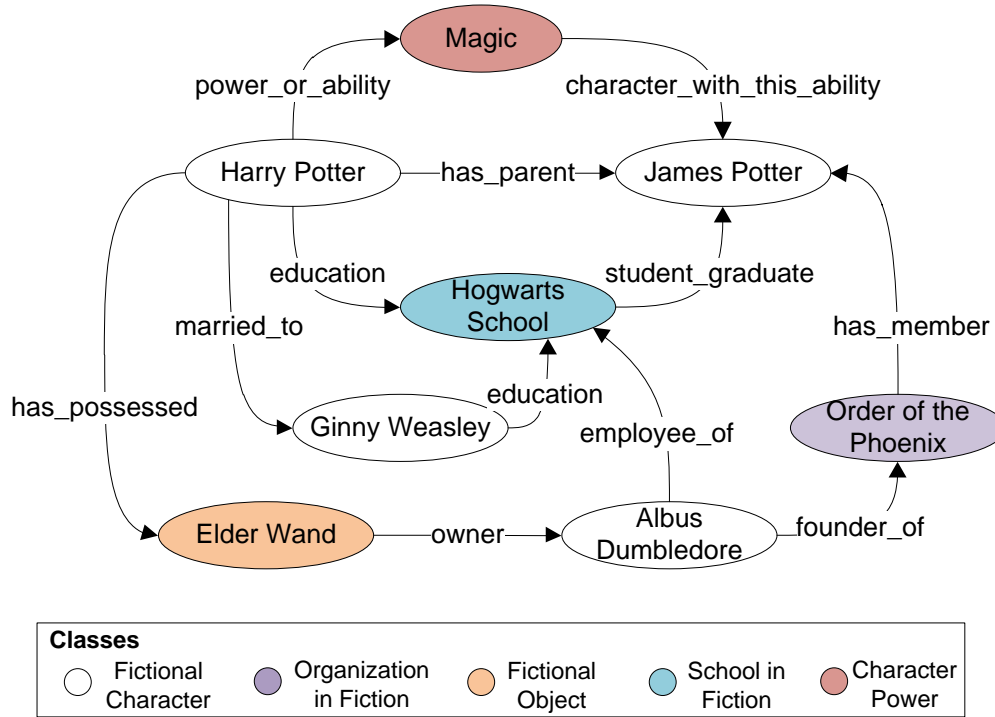 Magic
power_or_ability
character_with_this_ability
Harry Potter
has_parent
James Potter
education
Hogwarts
School
student_graduate
married_to
has_member
has_possessed
education
Ginny Weasley
employee_of
Order of the
Phoenix
Elder Wand
owner
Albus
Dumbledore
founder_of
Classes
Fictional
Character
Organization
in Fiction
Fictional
Object
School in
Fiction
Character
Power